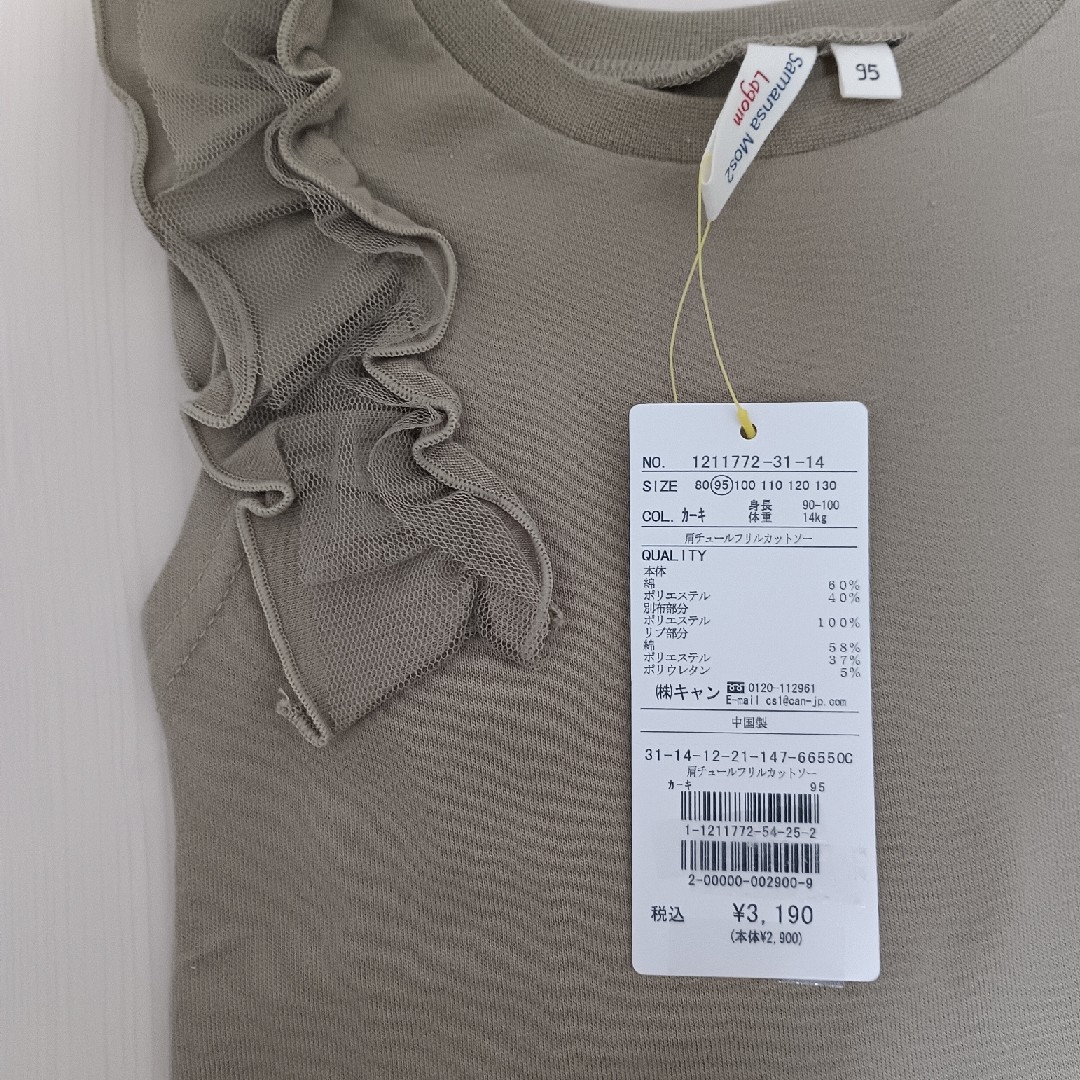 Samansa Mos2
Lagom
95
NO. 1211772-31-14
SIZE 80 95 100 110 120 130
COL. カーキ 身長 90-100
体重 14kg
肩チュールフリルカットソー
QUALITY
本体
綿 60%
ポリエステル 40%
別布部分
ポリエステル 100%
リブ部分
綿 58%
ポリエステル 37%
ポリウレタン 5%
(株)キャン 0120-112961
E-mail cs1@can-jp.com
中国製
31-14-12-21-147-66550C
肩チュールフリルカットソー
カーキ 95
1-1211772-54-25-2
2-00000-002900-9
税込 ¥3,190
(本体¥2,900)